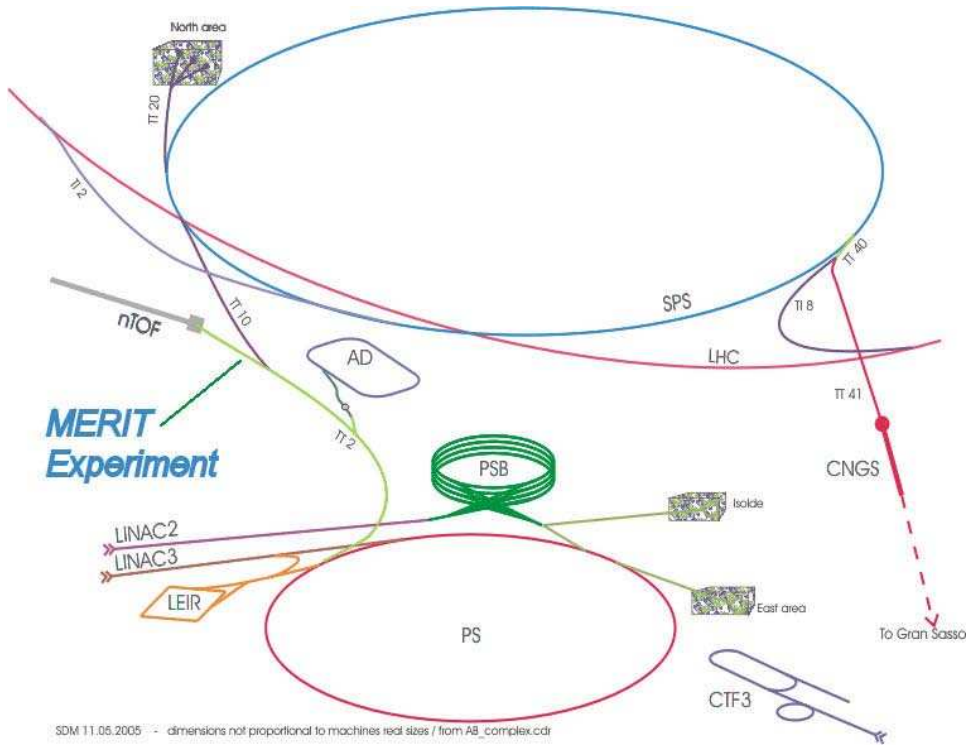 North area
TT 20
TI 2
TT 40
SPS
TI 8
nTOF
TT 10
LHC
AD
TT 41
MERIT
Experiment
TT 2
PSB
CNGS
Isolde
LINAC2
LINAC3
LEIR
East area
PS
To Gran Sasso
CTF3
SDM 11.05.2005 - dimensions not proportional to machines real sizes / from AB_complex.cdr